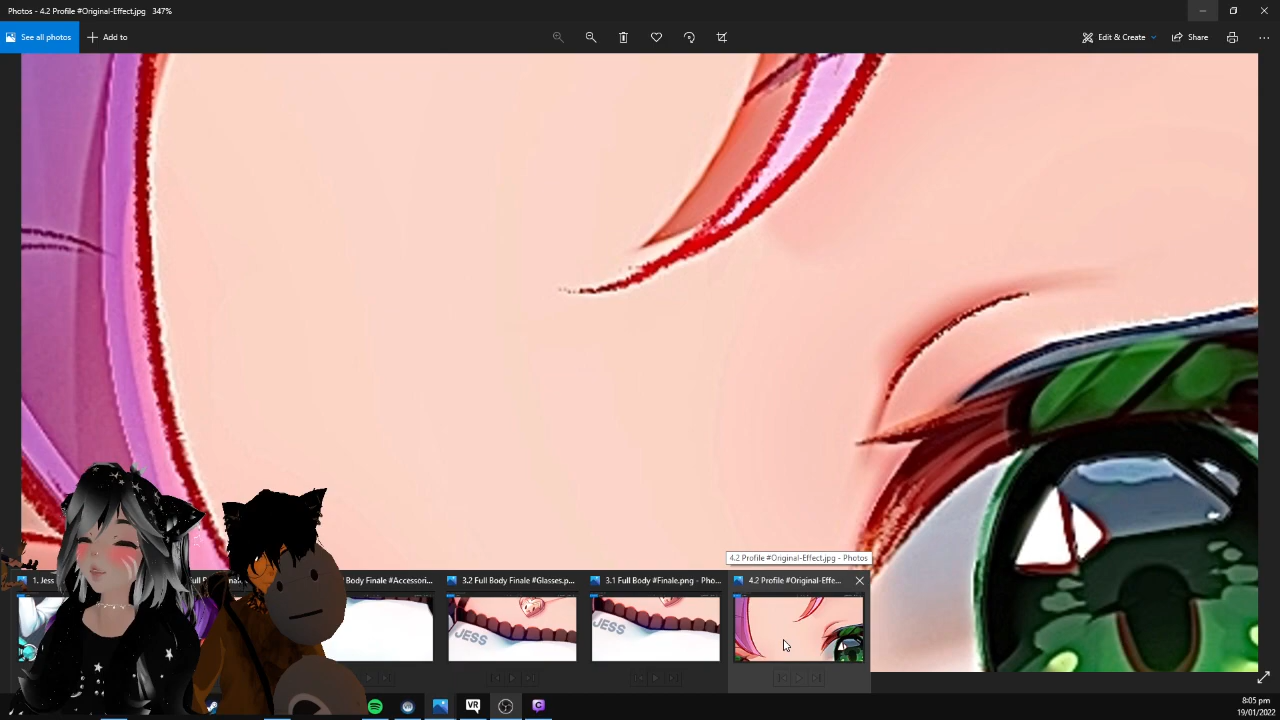 Photos - 4.2 Profile #Original-Effect.jpg 347%
See all photos
Add to
Edit & Create
Share
4.2 Profile #Original-Effect.jpg - Photos
1. Jess
Body Finale #Accessori...
3.2 Full Body Finale #Glasses.p...
3.1 Full Body #Finale.png - Pho...
4.2 Profile #Original-Effe...
JESS
JESS
VR
8:05 pm
19/01/2022